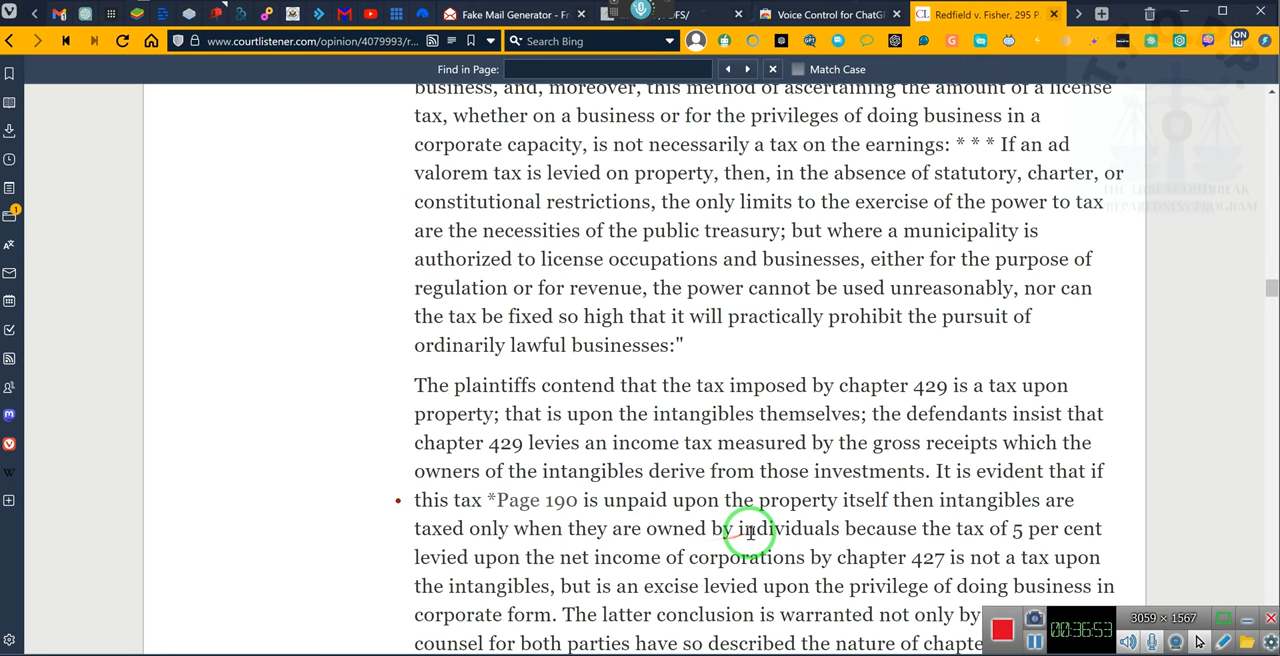 Fake Mail Generator - Fr
FS/
Voice Control for ChatG
CL Redfield v. Fisher, 295 P.
www.courtlistener.com/opinion/4079993/r...
Search Bing
ON
Find in Page:
Match Case
business, and, moreover, this method of ascertaining the amount of a license
tax, whether on a business or for the privileges of doing business in a
corporate capacity, is not necessarily a tax on the earnings: * * * If an ad
valorem tax is levied on property, then, in the absence of statutory, charter, or
constitutional restrictions, the only limits to the exercise of the power to tax
are the necessities of the public treasury; but where a municipality is
authorized to license occupations and businesses, either for the purpose of
regulation or for revenue, the power cannot be used unreasonably, nor can
the tax be fixed so high that it will practically prohibit the pursuit of
ordinarily lawful businesses:"
The plaintiffs contend that the tax imposed by chapter 429 is a tax upon
property; that is upon the intangibles themselves; the defendants insist that
chapter 429 levies an income tax measured by the gross receipts which the
owners of the intangibles derive from those investments. It is evident that if
this tax *Page 190 is unpaid upon the property itself then intangibles are
taxed only when they are owned by individuals because the tax of 5 per cent
levied upon the net income of corporations by chapter 427 is not a tax upon
the intangibles, but is an excise levied upon the privilege of doing business in
corporate form. The latter conclusion is warranted not only by
counsel for both parties have so described the nature of chapte
T.H.R.O.P.P.
THE THREAT OUTBREAK
PREPAREDNESS PROGRAM
00:36:53
3059 × 1567